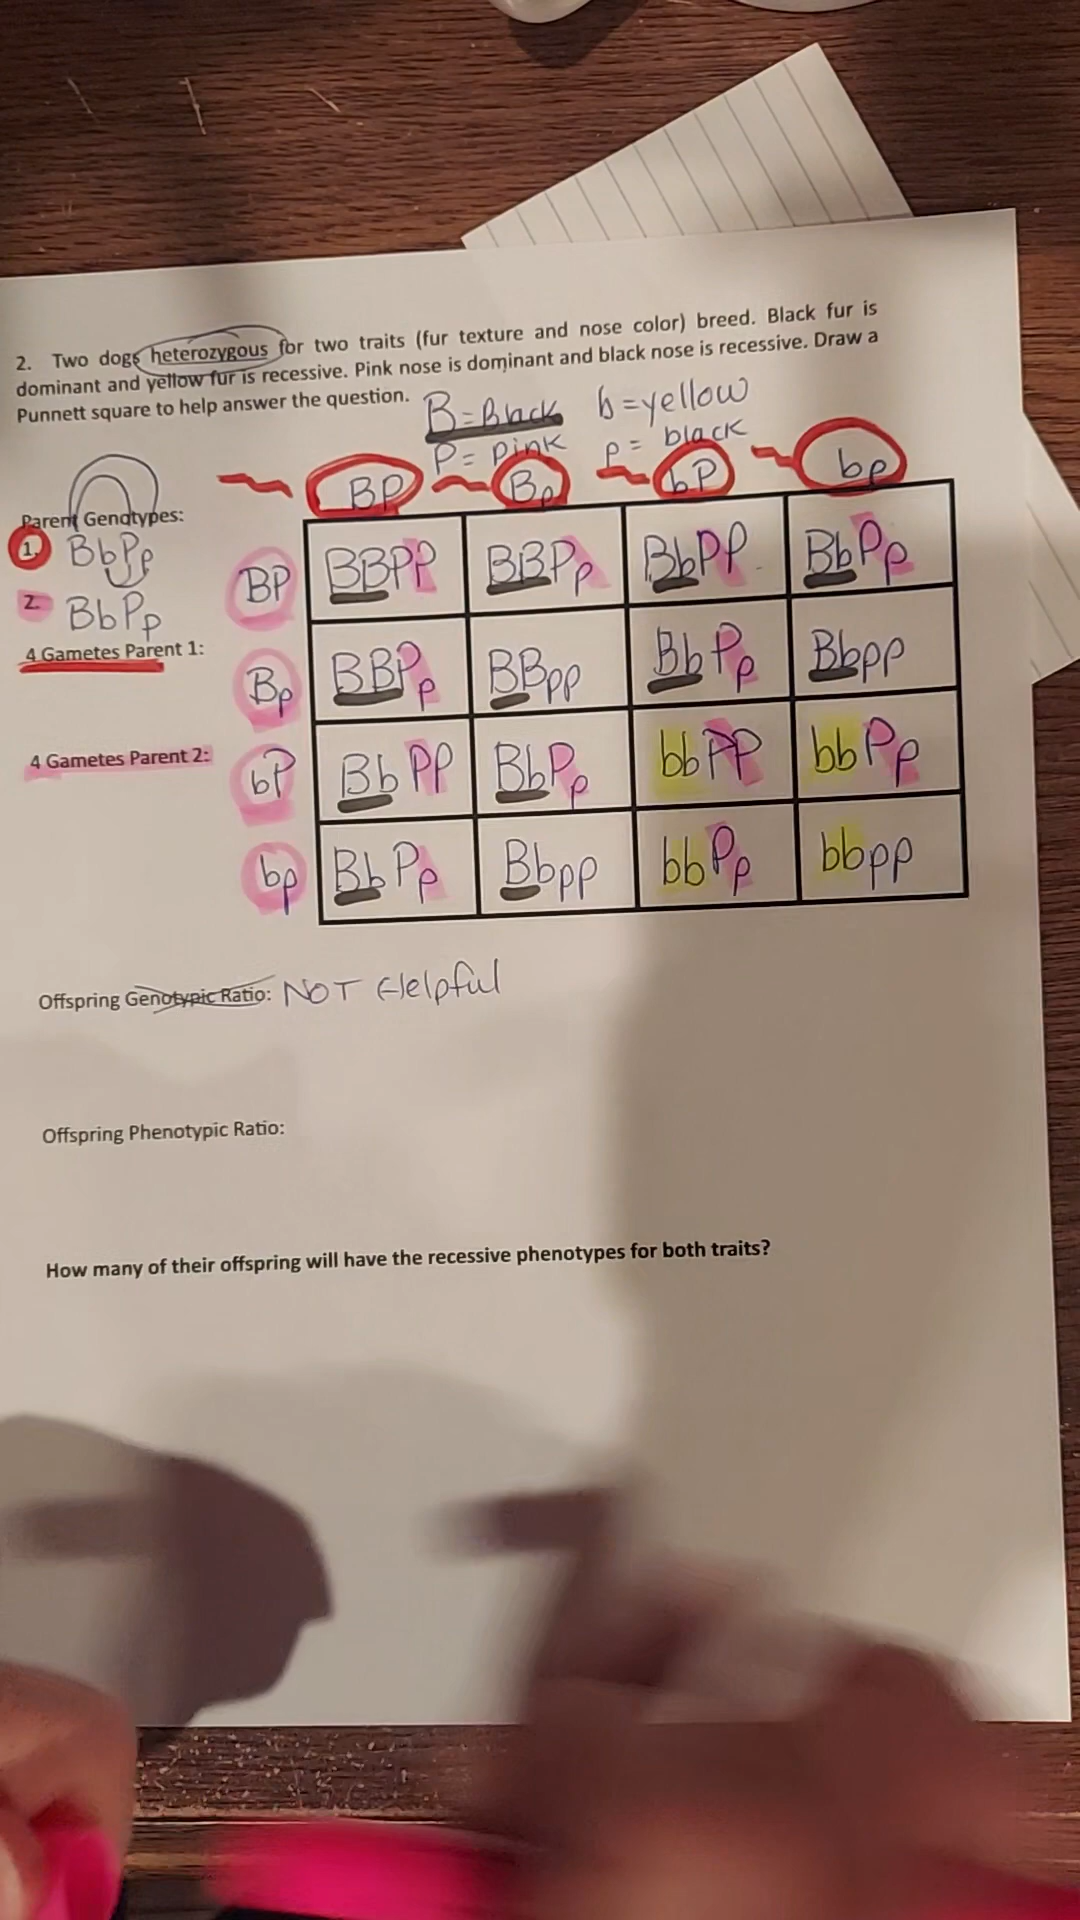 2. Two dogs heterozygous for two traits (fur texture and nose color) breed. Black fur is
dominant and yellow fur is recessive. Pink nose is dominant and black nose is recessive. Draw a
Punnett square to help answer the question.
B=Black b=yellow
P= Pink p= black
BP Bp bP bp
Parent Genotypes:
1. BbPp
2. BbPp
4 Gametes Parent 1:
4 Gametes Parent 2:
BP BBPP BBPp BbPP BbPp
Bp BBPp BBpp BbPp Bbpp
bP BbPP BbPp bbPP bbPp
bp BbPp Bbpp bbPp bbpp
Offspring Genotypic Ratio: NOT Helpful
Offspring Phenotypic Ratio:
How many of their offspring will have the recessive phenotypes for both traits?